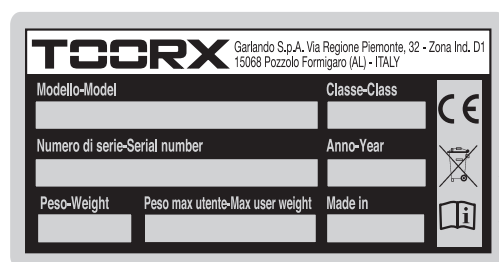 TOORX
Garlando S.p.A. Via Regione Piemonte, 32 - Zona Ind. D1
15068 Pozzolo Formigaro (AL) - ITALY
Modello-Model
Classe-Class
CE
Numero di serie-Serial number
Anno-Year
Peso-Weight
Peso max utente-Max user weight
Made in
i